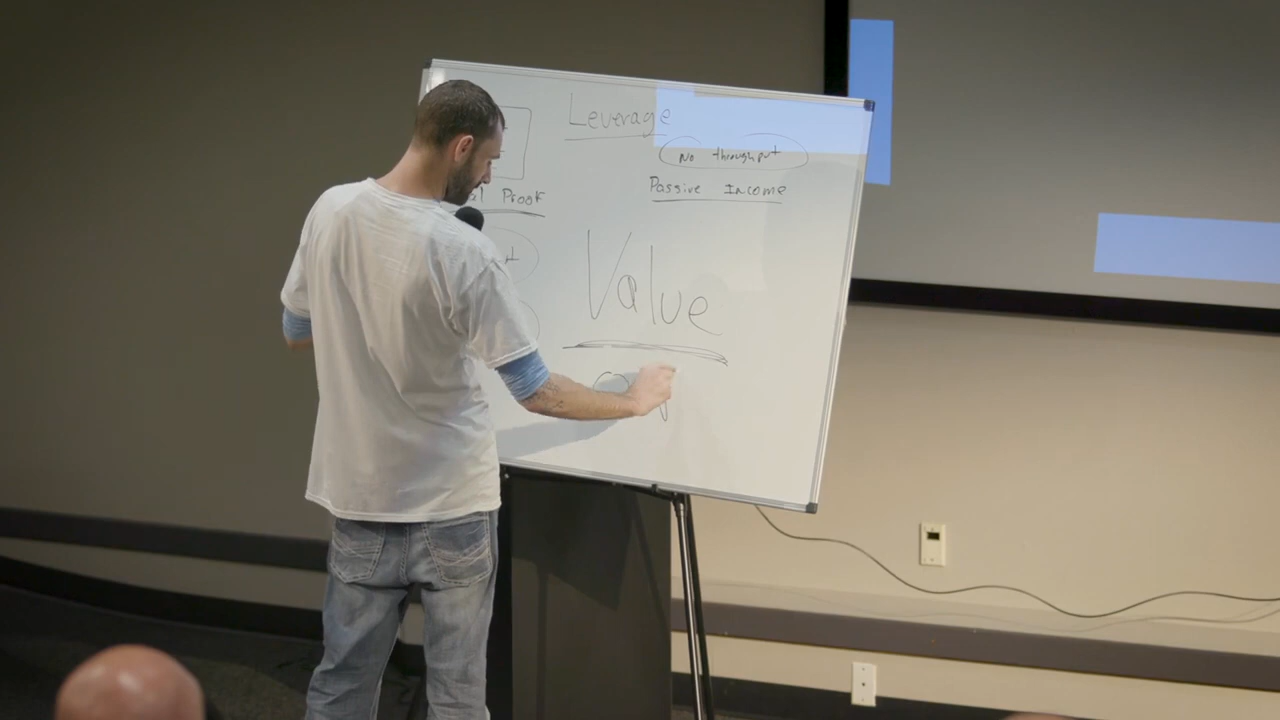 Leverage
No throughput
Proof
Passive Income
Value